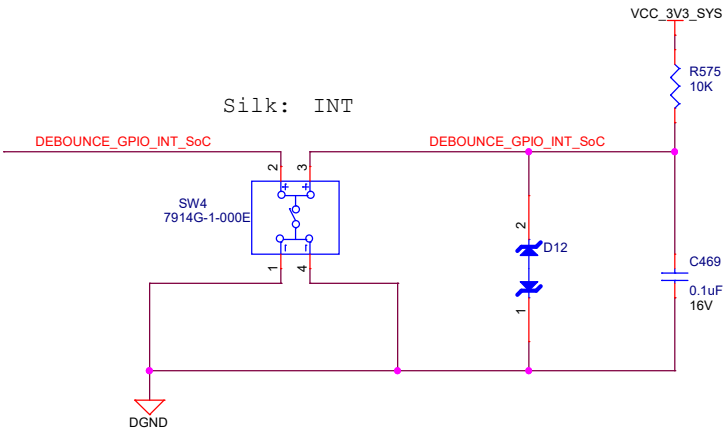 VCC_3V3_SYS
R575
10K
Silk: INT
DEBOUNCE_GPIO_INT_SoC
DEBOUNCE_GPIO_INT_SoC
2
3
SW4
7914G-1-000E
1
4
2
D12
1
C469
0.1uF
16V
DGND